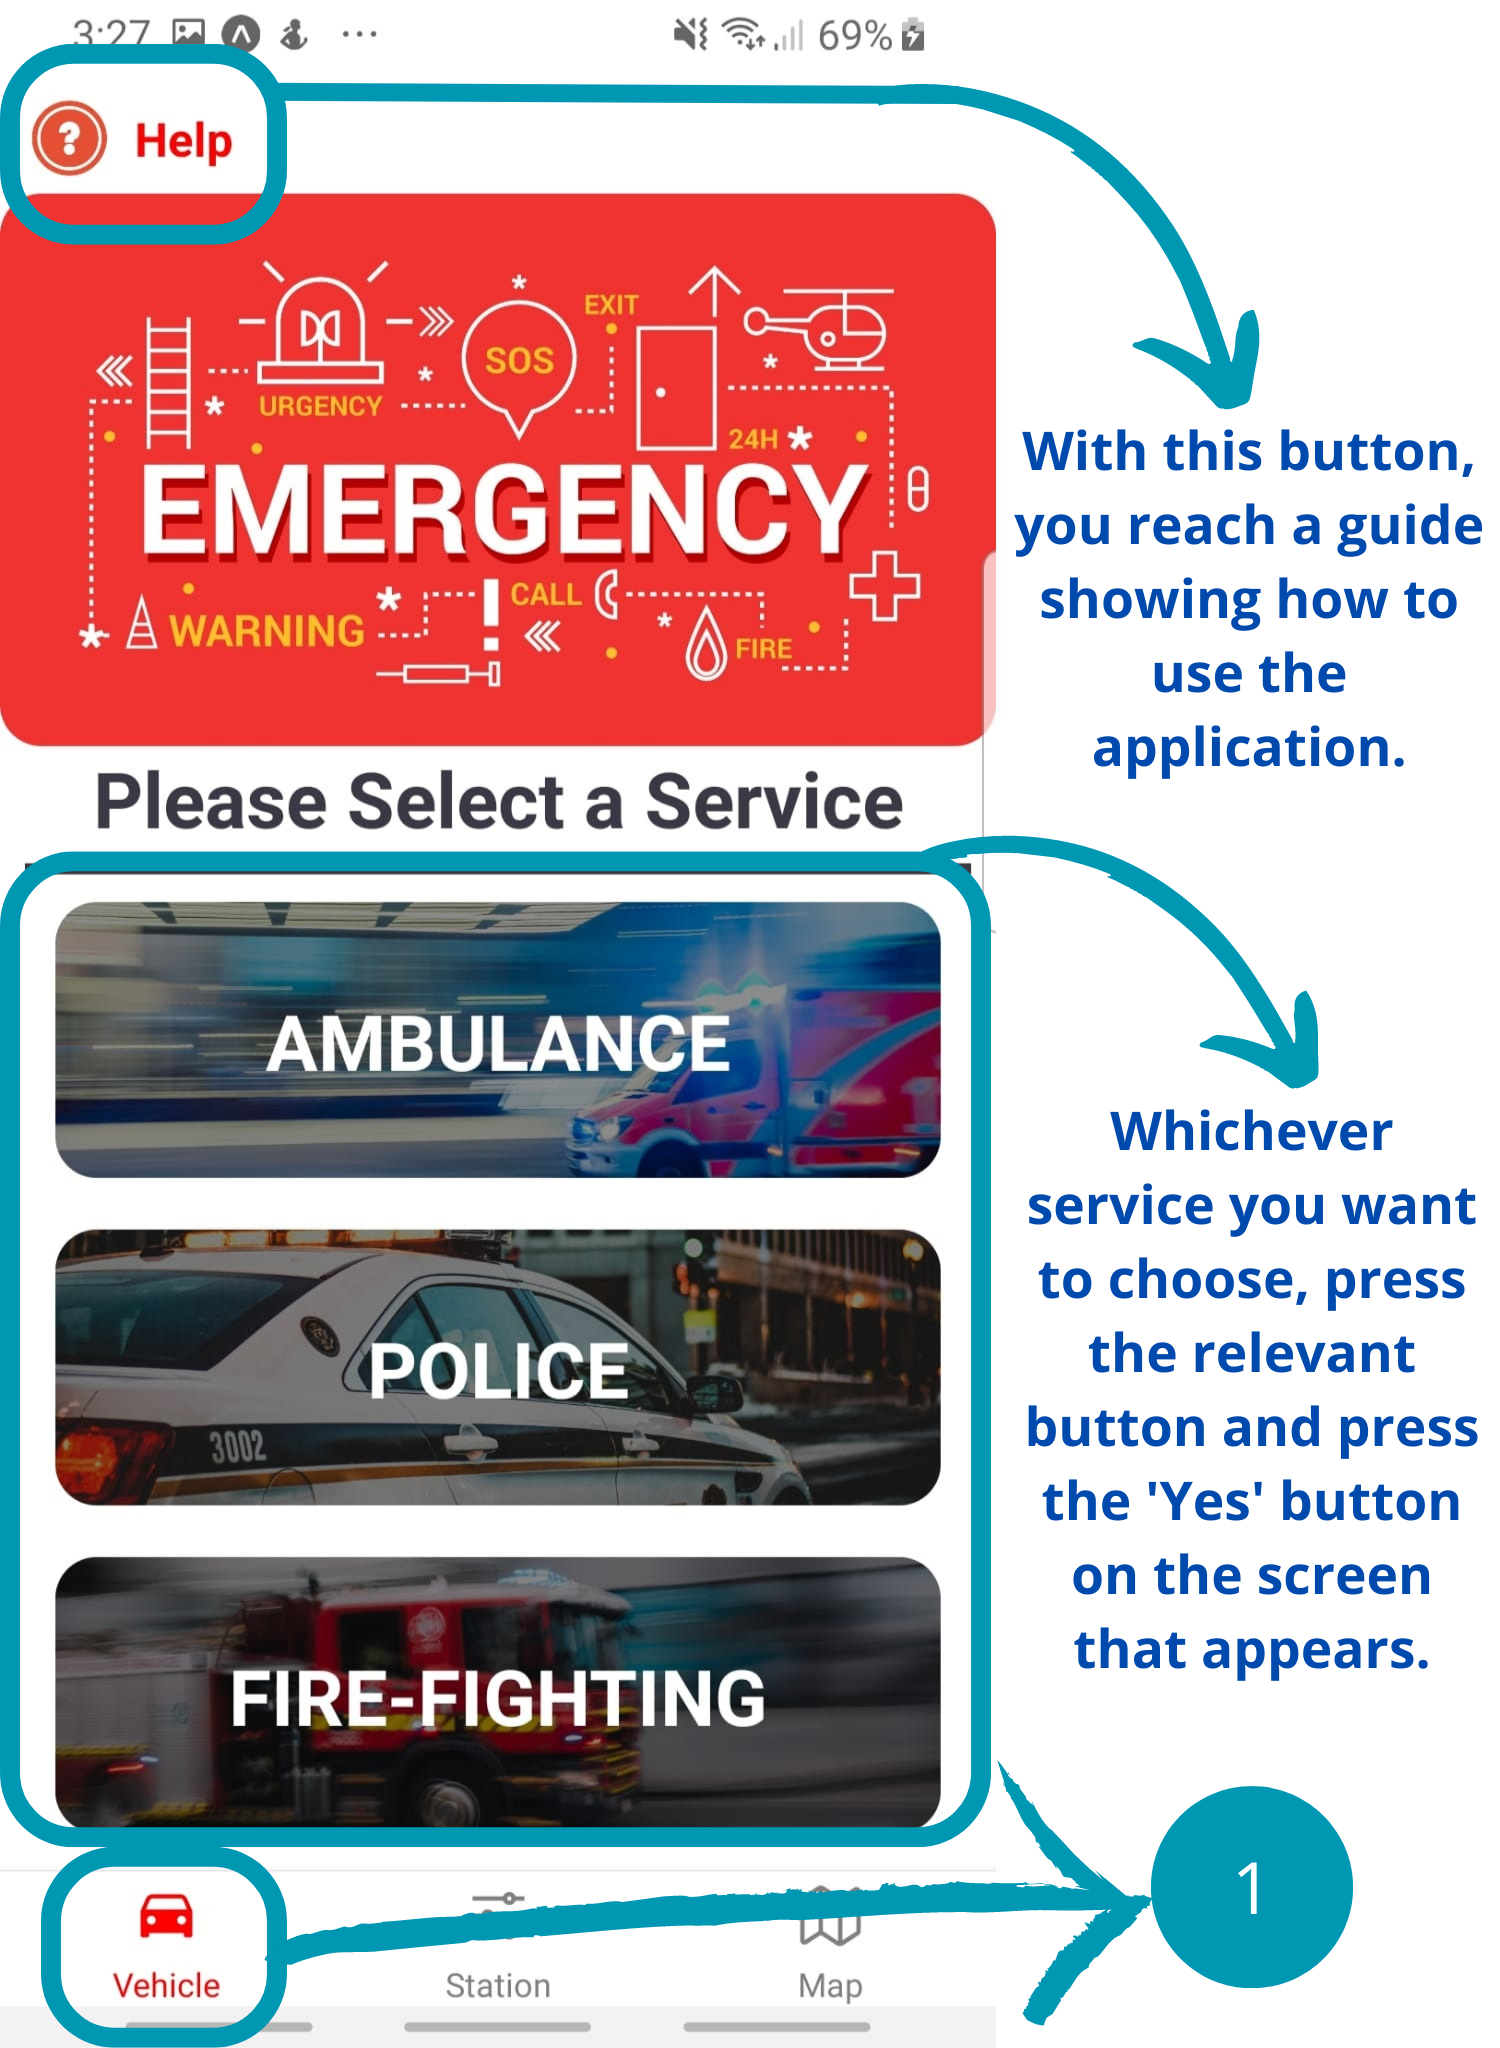 3:27
69%
Help
EXIT
SOS
URGENCY
24H
EMERGENCY
CALL
WARNING
FIRE
Please Select a Service
AMBULANCE
POLICE
3002
FIRE-FIGHTING
Vehicle
Station
Map
With this button,
you reach a guide
showing how to
use the
application.
Whichever
service you want
to choose, press
the relevant
button and press
the 'Yes' button
on the screen
that appears.
1